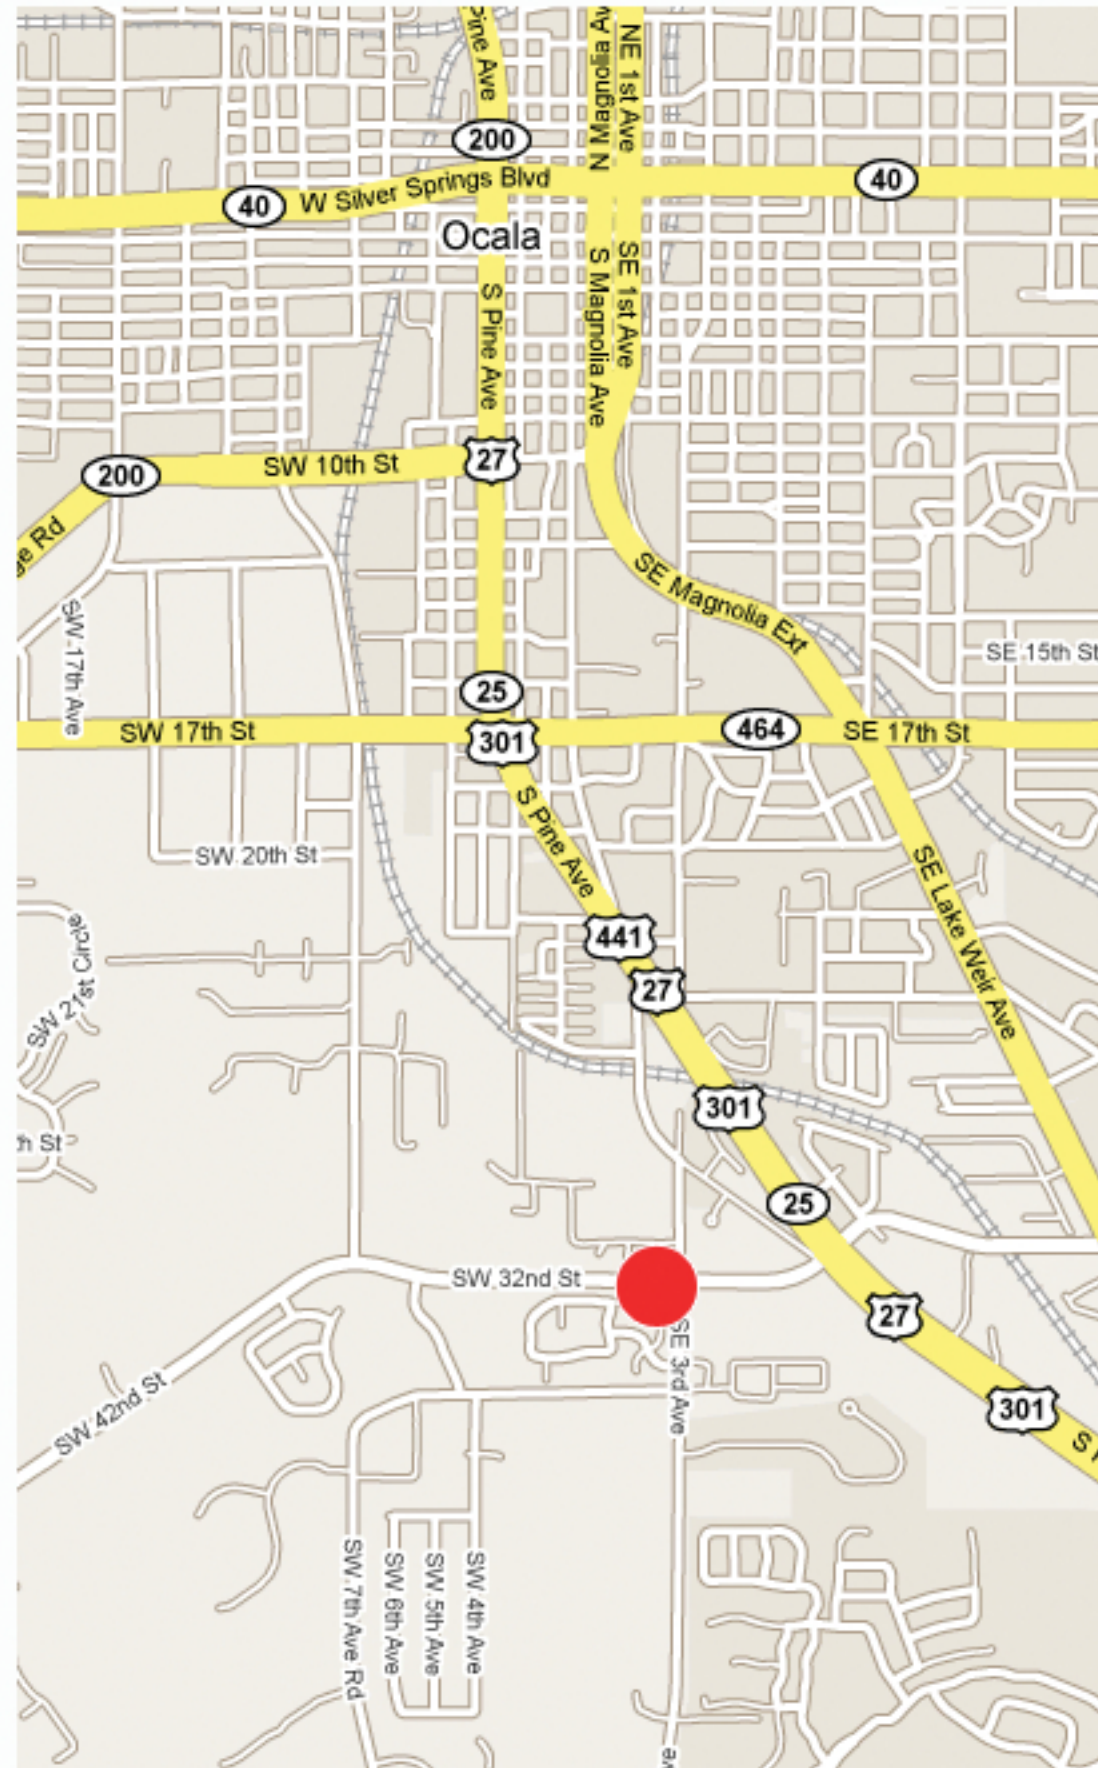 Pine Ave
N Magnolia Av
NE 1st Ave
200
40
W Silver Springs Blvd
40
Ocala
S Pine Ave
S Magnolia Ave
SE 1st Ave
200
SW 10th St
27
ge Rd
SE Magnolia Ext
SW 17th Ave
SE 15th St
25
SW 17th St
301
464
SE 17th St
S Pine Ave
SW 20th St
SE Lake Weir Ave
441
SW 21st Circle
27
301
th St
25
SW 32nd St
27
SE 3rd Ave
SW 42nd St
301
S
SW 7th Ave Rd
SW 6th Ave
SW 5th Ave
SW 4th Ave